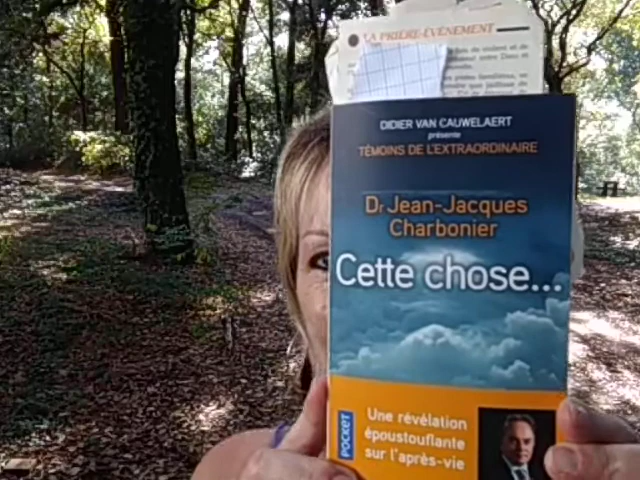 LA PRIÈRE-ÉVENEMENT
DIDIER VAN CAUWELAERT
présente
TÉMOINS DE L'EXTRAORDINAIRE
Dr Jean-Jacques
Charbonier
Cette chose...
POCKET
Une révélation
époustouflante
sur l'après-vie